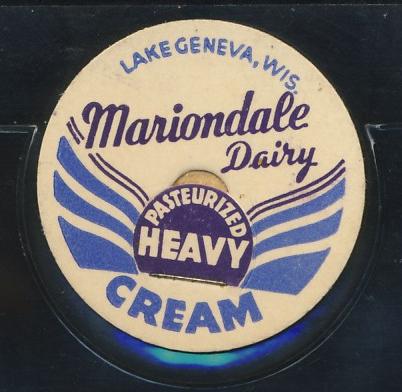 LAKE GENEVA, WIS.
Mariondale
Dairy
PASTEURIZED
HEAVY
CREAM